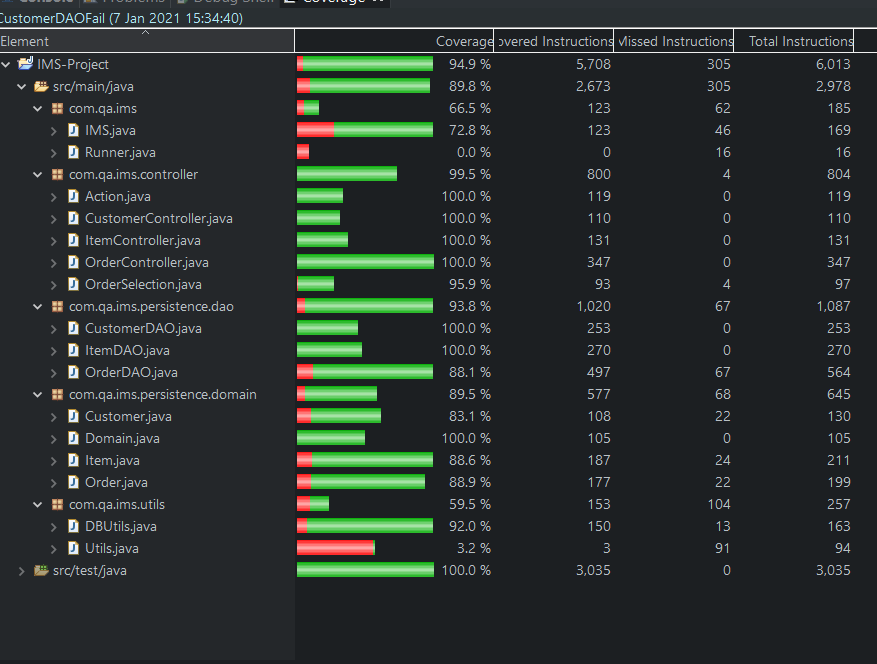 Console Problems Debug Shell Coverage
CustomerDAOFail (7 Jan 2021 15:34:40)
Element Coverage overed Instructions Missed Instructions Total Instructions
IMS-Project 94.9 % 5,708 305 6,013
src/main/java 89.8 % 2,673 305 2,978
com.qa.ims 66.5 % 123 62 185
IMS.java 72.8 % 123 46 169
Runner.java 0.0 % 0 16 16
com.qa.ims.controller 99.5 % 800 4 804
Action.java 100.0 % 119 0 119
CustomerController.java 100.0 % 110 0 110
ItemController.java 100.0 % 131 0 131
OrderController.java 100.0 % 347 0 347
OrderSelection.java 95.9 % 93 4 97
com.qa.ims.persistence.dao 93.8 % 1,020 67 1,087
CustomerDAO.java 100.0 % 253 0 253
ItemDAO.java 100.0 % 270 0 270
OrderDAO.java 88.1 % 497 67 564
com.qa.ims.persistence.domain 89.5 % 577 68 645
Customer.java 83.1 % 108 22 130
Domain.java 100.0 % 105 0 105
Item.java 88.6 % 187 24 211
Order.java 88.9 % 177 22 199
com.qa.ims.utils 59.5 % 153 104 257
DBUtils.java 92.0 % 150 13 163
Utils.java 3.2 % 3 91 94
src/test/java 100.0 % 3,035 0 3,035